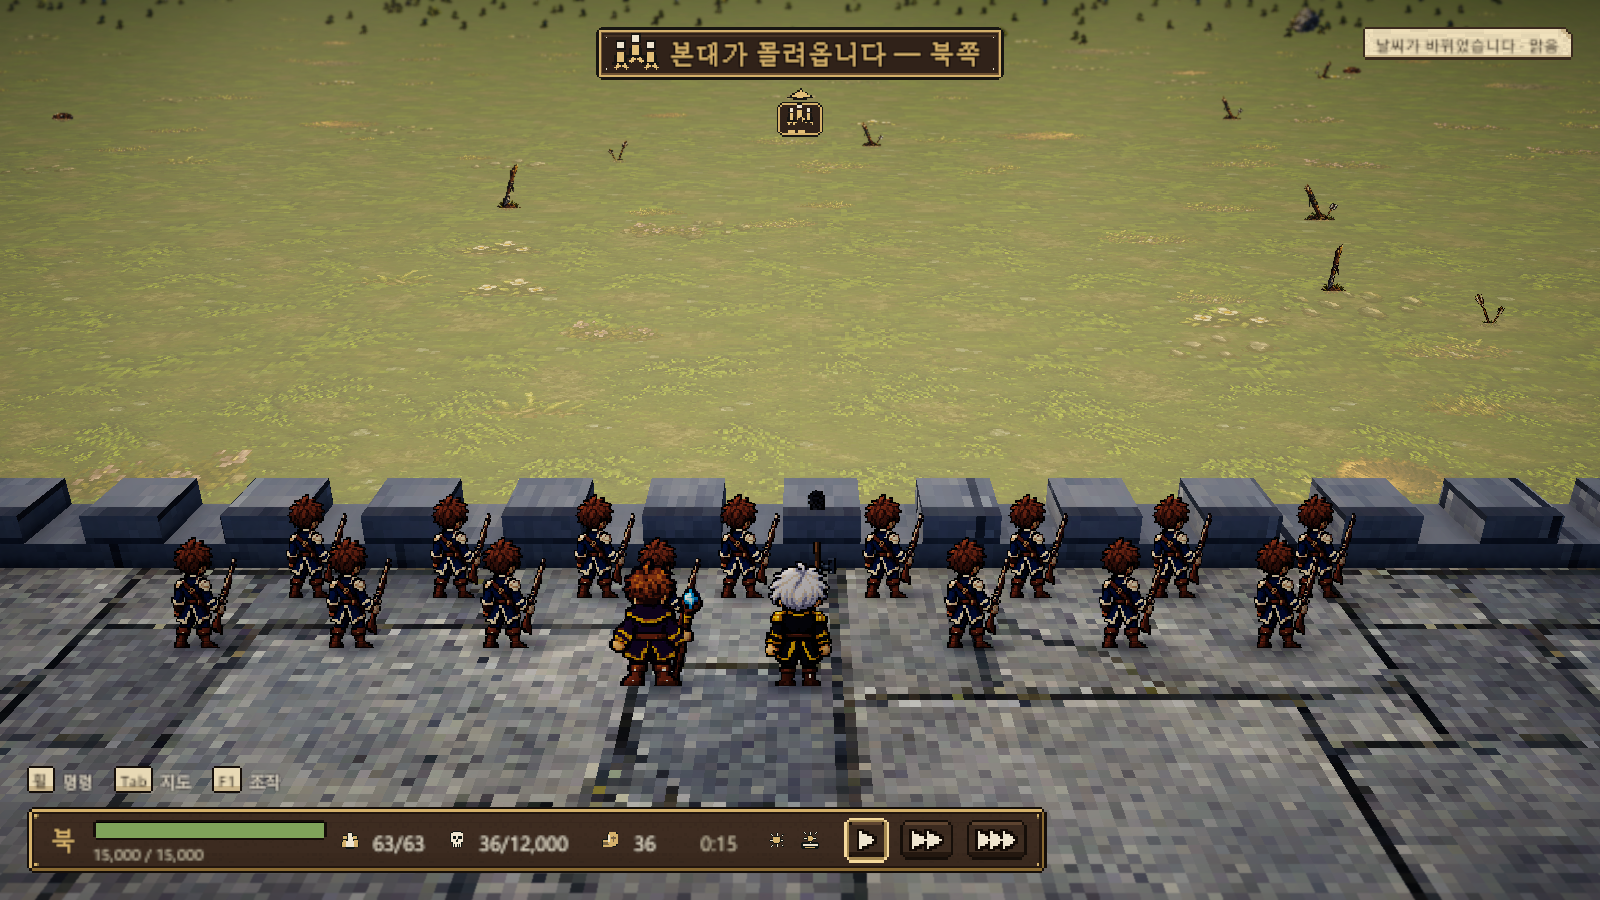 본대가 몰려옵니다 — 북쪽
날씨가 바뀌었습니다 · 맑음
휠 명령 Tab 지도 F1 조작
북 15,000 / 15,000 63/63 36/12,000 36 0:15